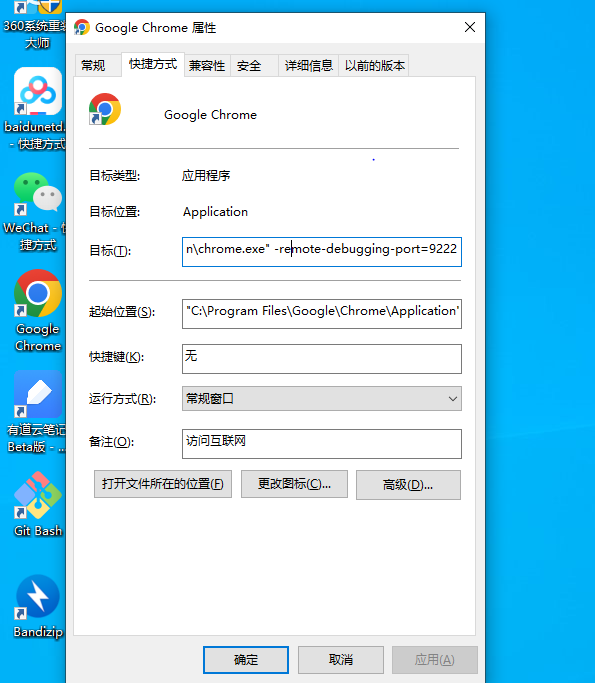 360系统重装
大师
baidunetd...
- 快捷方式
WeChat - 快
捷方式
Google
Chrome
有道云笔记
Beta版 - ...
Git Bash
Bandizip
Google Chrome 属性
常规 快捷方式 兼容性 安全 详细信息 以前的版本
Google Chrome
目标类型: 应用程序
目标位置: Application
目标(T): n\chrome.exe" -remote-debugging-port=9222
起始位置(S): "C:\Program Files\Google\Chrome\Application"
快捷键(K): 无
运行方式(R): 常规窗口
备注(O): 访问互联网
打开文件所在的位置(F) 更改图标(C)... 高级(D)...
确定 取消 应用(A)